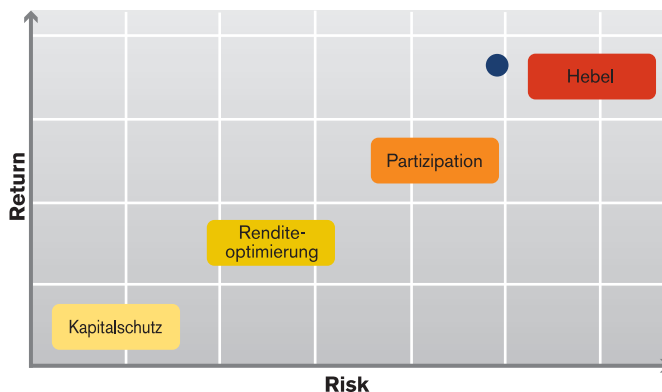 Hebel
Partizipation
Rendite-
optimierung
Kapitalschutz
Return
Risk